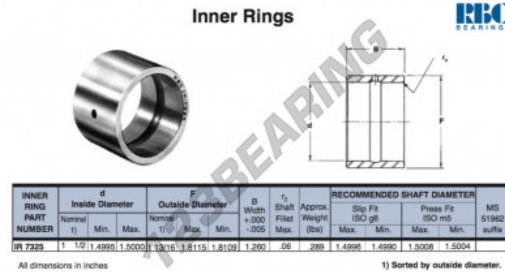 Inner Rings
RBC
BEARINGS
B
r₂
d
F
123BEARING
INNER RING PART NUMBER
d Inside Diameter
F Outside Diameter
B Width +.000 -.005
r₂ Shaft Fillet Max.
Approx. Weight (lbs)
RECOMMENDED SHAFT DIAMETER
Slip Fit ISO g6
Press Fit ISO m5
MS 51962 suffix
Nominal 1) Min. Max. Nominal 1) Max. Min. Max. Min. Max. Min.
IR 7325 1 1/2 1.4995 1.5000 1 13/16 1.8115 1.8109 1.260 .06 .289 1.4996 1.4990 1.5008 1.5004
All dimensions in inches
1) Sorted by outside diameter.